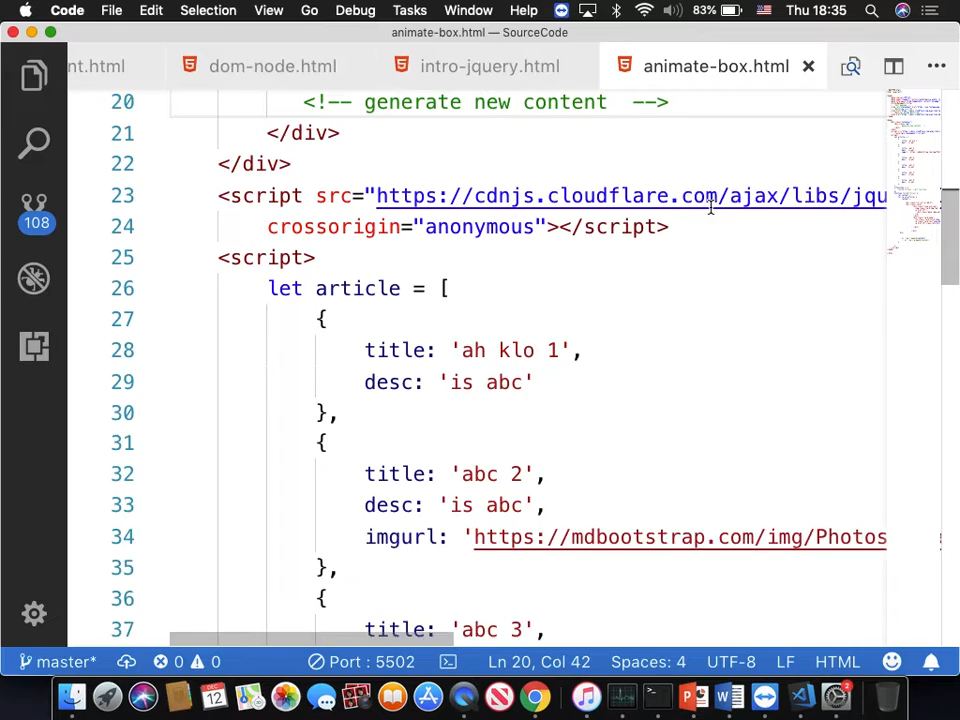 Code File Edit Selection View Go Debug Tasks Window Help 83% Thu 18:35
animate-box.html — SourceCode
nt.html dom-node.html intro-jquery.html animate-box.html
20 <!-- generate new content  -->
21 </div>
22 </div>
23 <script src="https://cdnjs.cloudflare.com/ajax/libs/jqu
24 crossorigin="anonymous"></script>
25 <script>
26 let article = [
27 {
28 title: 'ah klo 1',
29 desc: 'is abc'
30 },
31 {
32 title: 'abc 2',
33 desc: 'is abc',
34 imgurl: 'https://mdbootstrap.com/img/Photos
35 },
36 {
37 title: 'abc 3',
108
master* 0 0 Port : 5502 Ln 20, Col 42 Spaces: 4 UTF-8 LF HTML
DEC 12 2